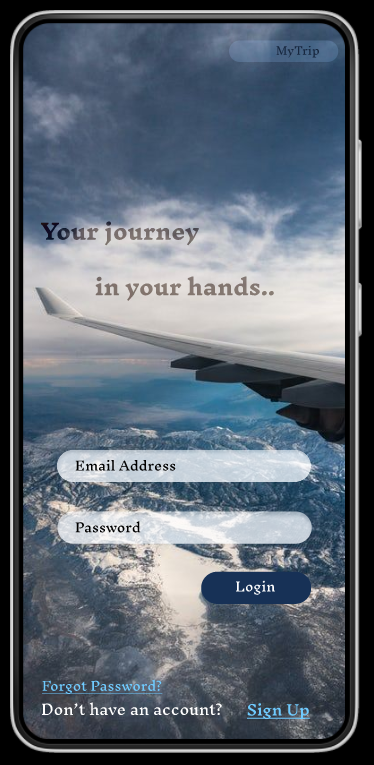 MyTrip
Your journey
in your hands..
Email Address
Password
Login
Forgot Password?
Don't have an account? Sign Up